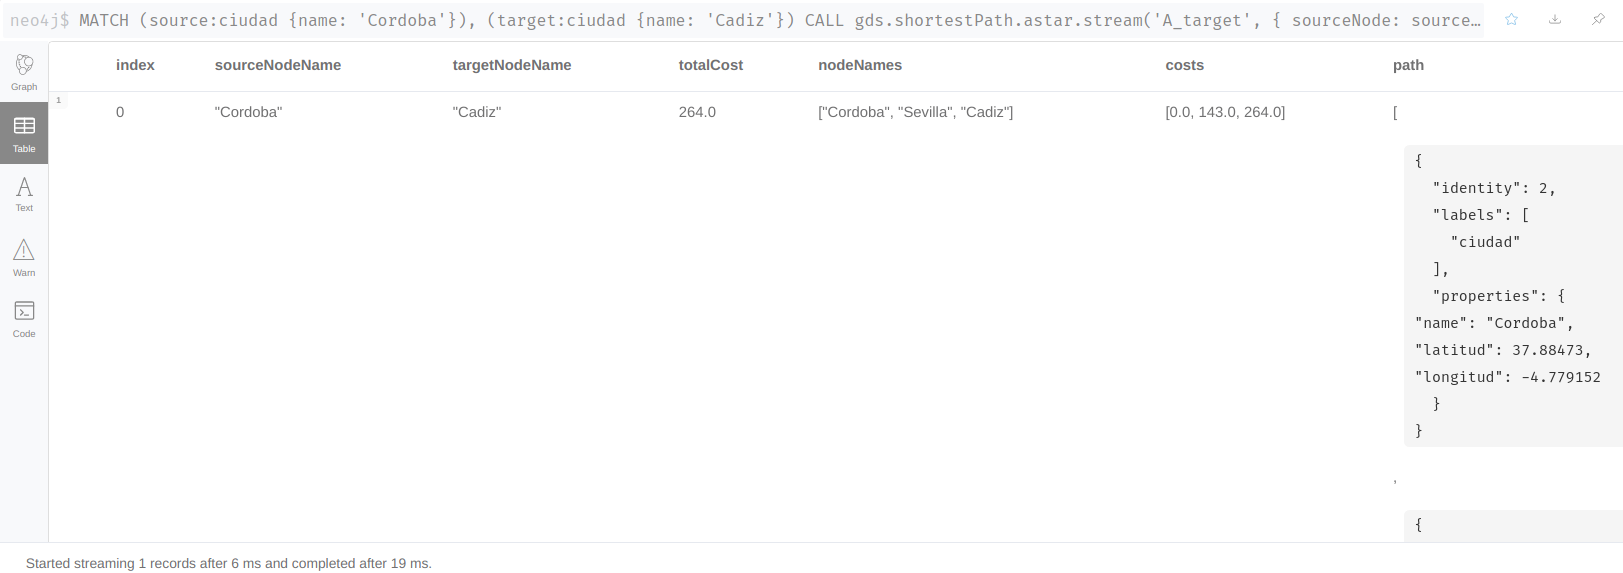 neo4j$ MATCH (source:ciudad {name: 'Cordoba'}), (target:ciudad {name: 'Cadiz'}) CALL gds.shortestPath.astar.stream('A_target', { sourceNode: source…
Graph
Table
Text
Warn
Code
index sourceNodeName targetNodeName totalCost nodeNames costs path
1
0 "Cordoba" "Cadiz" 264.0 ["Cordoba", "Sevilla", "Cadiz"] [0.0, 143.0, 264.0] [
{
"identity": 2,
"labels": [
"ciudad"
],
"properties": {
"name": "Cordoba",
"latitud": 37.88473,
"longitud": -4.779152
}
}
,
{
Started streaming 1 records after 6 ms and completed after 19 ms.